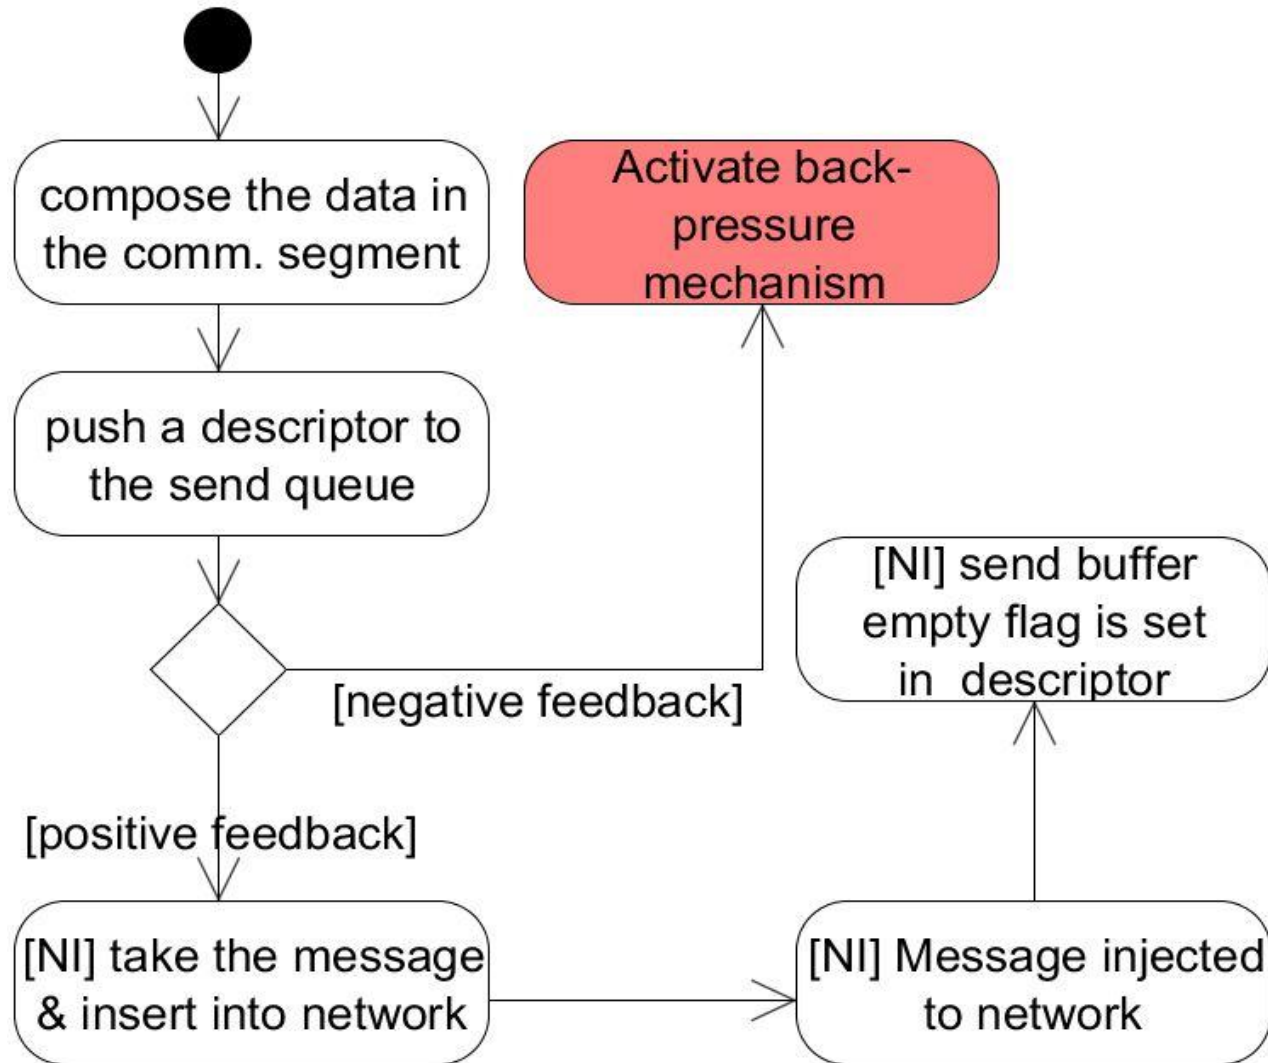 compose the data in
the comm. segment
Activate back-
pressure
mechanism
push a descriptor to
the send queue
[negative feedback]
[NI] send buffer
empty flag is set
in  descriptor
[positive feedback]
[NI] take the message
& insert into network
[NI] Message injected
to network